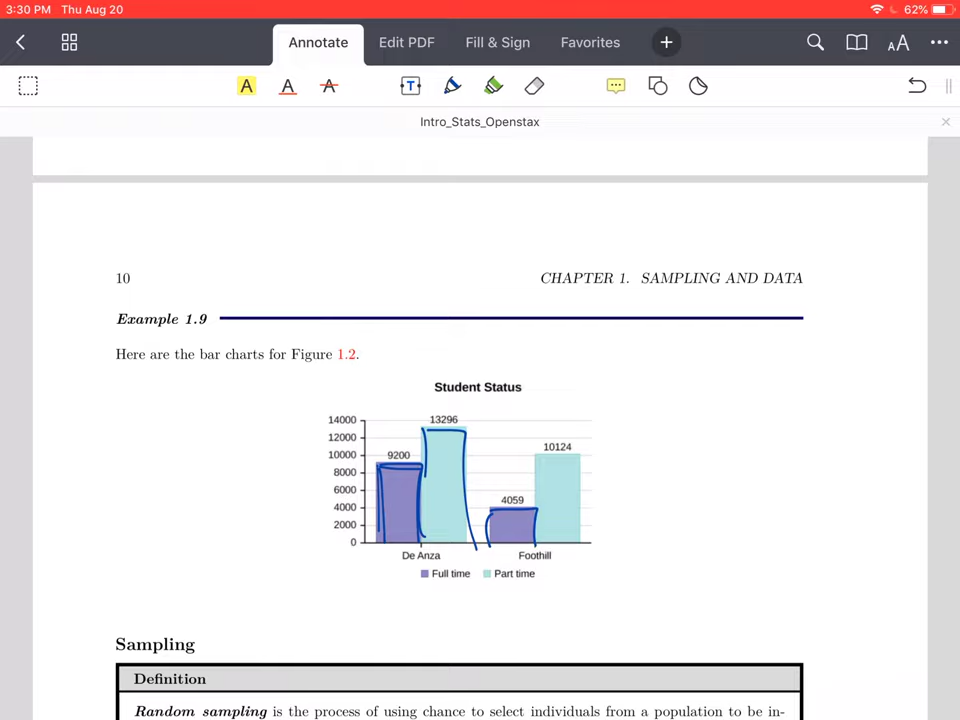 3:30 PM Thu Aug 20 62%
Annotate Edit PDF Fill & Sign Favorites
AA
A A A T
Intro_Stats_Openstax
10 CHAPTER 1. SAMPLING AND DATA
Example 1.9
Here are the bar charts for Figure 1.2.
Student Status
14000
12000
10000
8000
6000
4000
2000
0
9200
13296
4059
10124
De Anza Foothill
Full time Part time
Sampling
Definition
Random sampling is the process of using chance to select individuals from a population to be in-